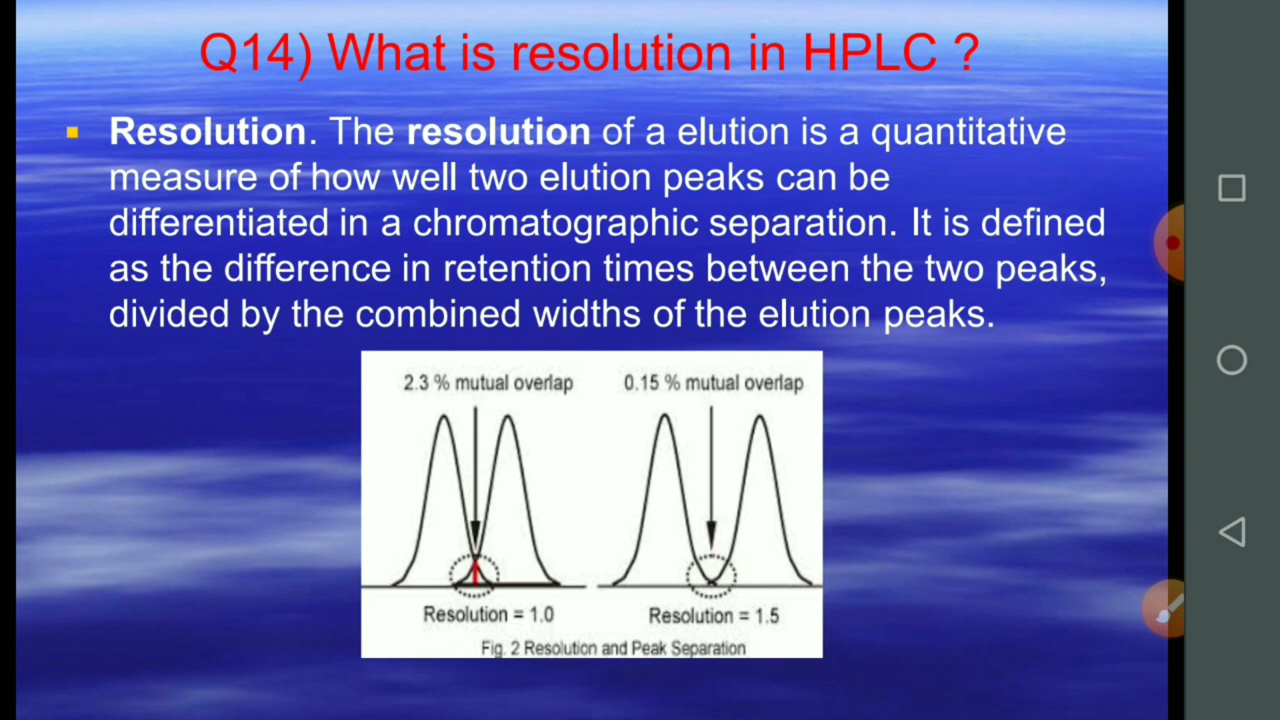 Q14) What is resolution in HPLC ?
Resolution. The resolution of a elution is a quantitative
measure of how well two elution peaks can be
differentiated in a chromatographic separation. It is defined
as the difference in retention times between the two peaks,
divided by the combined widths of the elution peaks.
2.3 % mutual overlap
0.15 % mutual overlap
Resolution = 1.0
Resolution = 1.5
Fig. 2 Resolution and Peak Separation